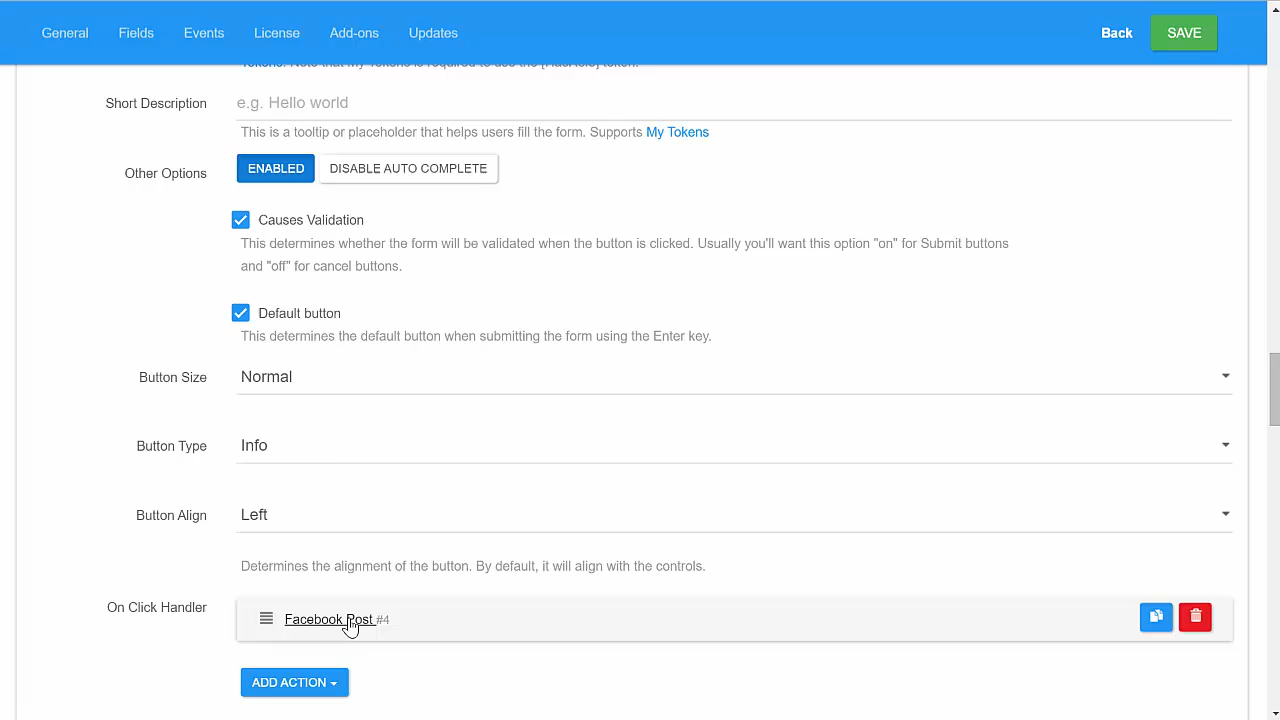 General Fields Events License Add-ons Updates Back SAVE
Short Description
e.g. Hello world
This is a tooltip or placeholder that helps users fill the form. Supports My Tokens
Other Options
ENABLED DISABLE AUTO COMPLETE
Causes Validation
This determines whether the form will be validated when the button is clicked. Usually you'll want this option "on" for Submit buttons
and "off" for cancel buttons.
Default button
This determines the default button when submitting the form using the Enter key.
Button Size Normal
Button Type Info
Button Align Left
Determines the alignment of the button. By default, it will align with the controls.
On Click Handler
Facebook Post #4
ADD ACTION